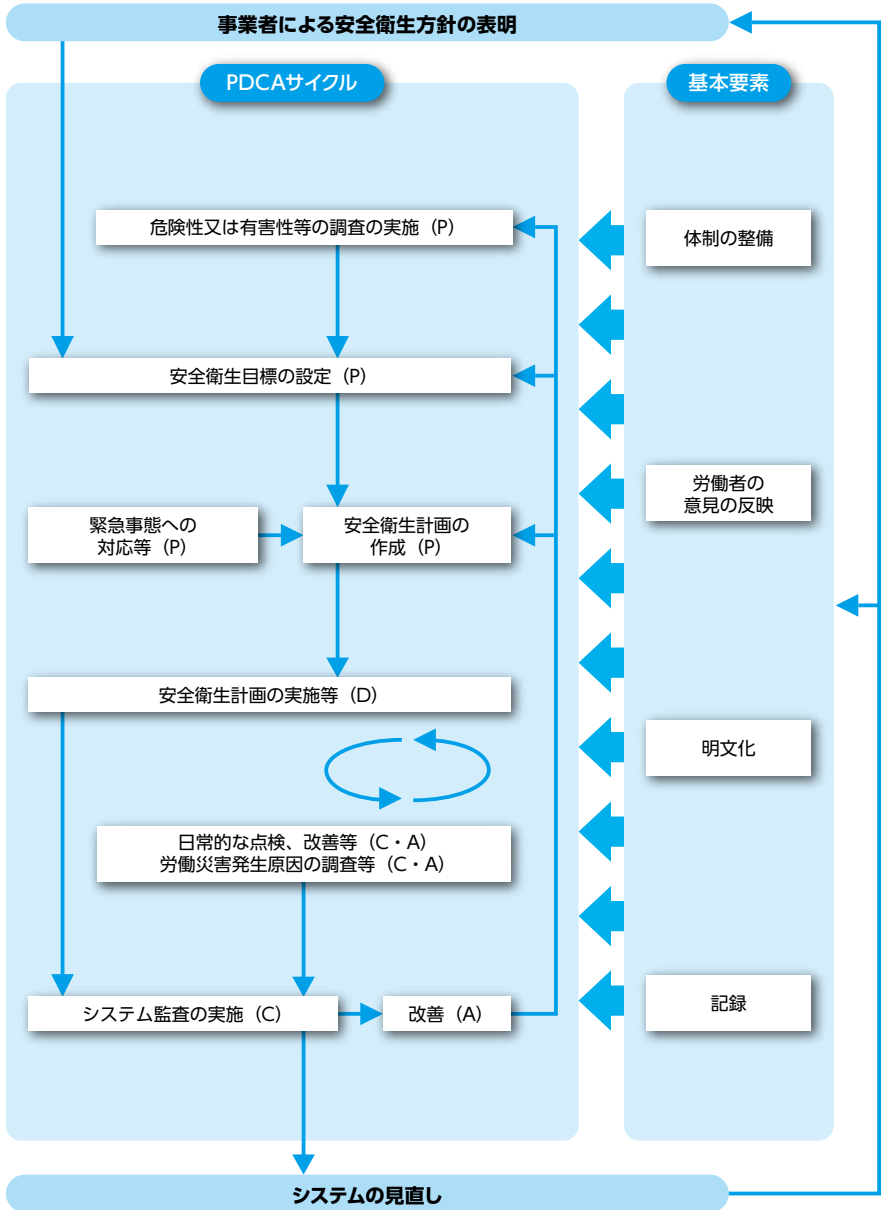 事業者による安全衛生方針の表明
PDCAサイクル
基本要素
危険性又は有害性等の調査の実施（P）
体制の整備
安全衛生目標の設定（P）
労働者の
意見の反映
緊急事態への
対応等（P）
安全衛生計画の
作成（P）
安全衛生計画の実施等（D）
明文化
日常的な点検、改善等（C・A）
労働災害発生原因の調査等（C・A）
システム監査の実施（C）
改善（A）
記録
システムの見直し